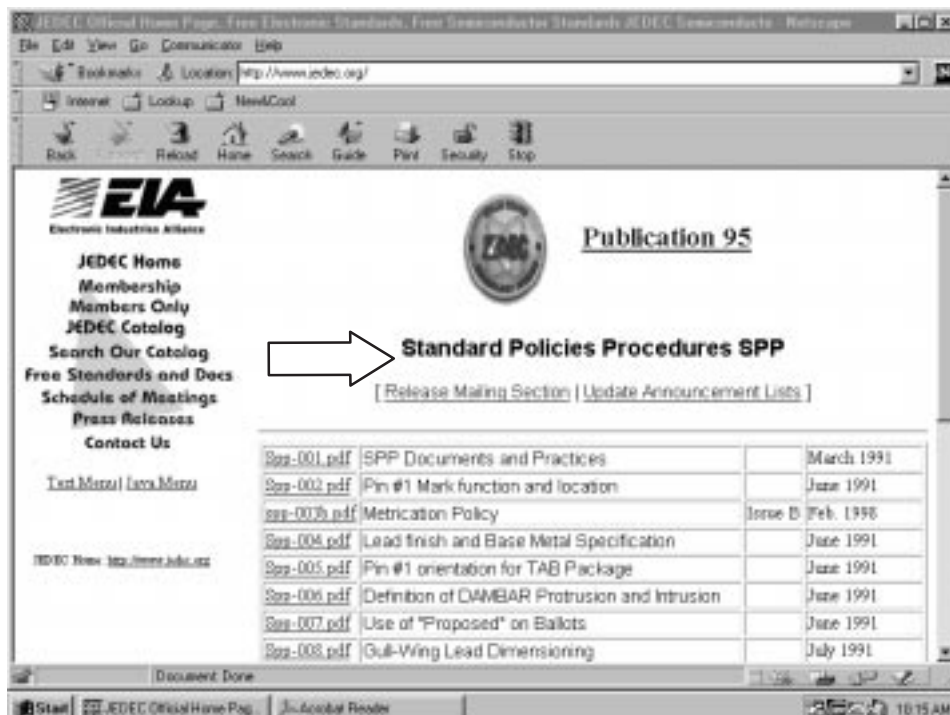 JEDEC Official Home Page, Free Electronic Standards, Free Semiconductor Standards JEDEC Semiconducto - Netscape
File Edit View Go Communicator Help
Bookmarks Location: http://www.jedec.org/
Internet Lookup New&Cool
Back Reload Home Search Guide Print Security Stop
EIA
Electronic Industries Alliance
JEDEC Home
Membership
Members Only
JEDEC Catalog
Search Our Catalog
Free Standards and Docs
Schedule of Meetings
Press Releases
Contact Us
Text Menu | Java Menu
JEDEC Home: http://www.jedec.org
JEDEC
Publication 95
Standard Policies Procedures SPP
[ Release Mailing Section | Update Announcement Lists ]
Spp-001.pdf SPP Documents and Practices March 1991
Spp-002.pdf Pin #1 Mark function and location June 1991
spp-003b.pdf Metrication Policy Issue B Feb. 1998
Spp-004.pdf Lead finish and Base Metal Specification June 1991
Spp-005.pdf Pin #1 orientation for TAB Package June 1991
Spp-006.pdf Definition of DAMBAR Protrusion and Intrusion June 1991
Spp-007.pdf Use of "Proposed" on Ballots June 1991
Spp-008.pdf Gull-Wing Lead Dimensioning July 1991
Document: Done
Start JEDEC Official Home Pag... Acrobat Reader 10:15 AM